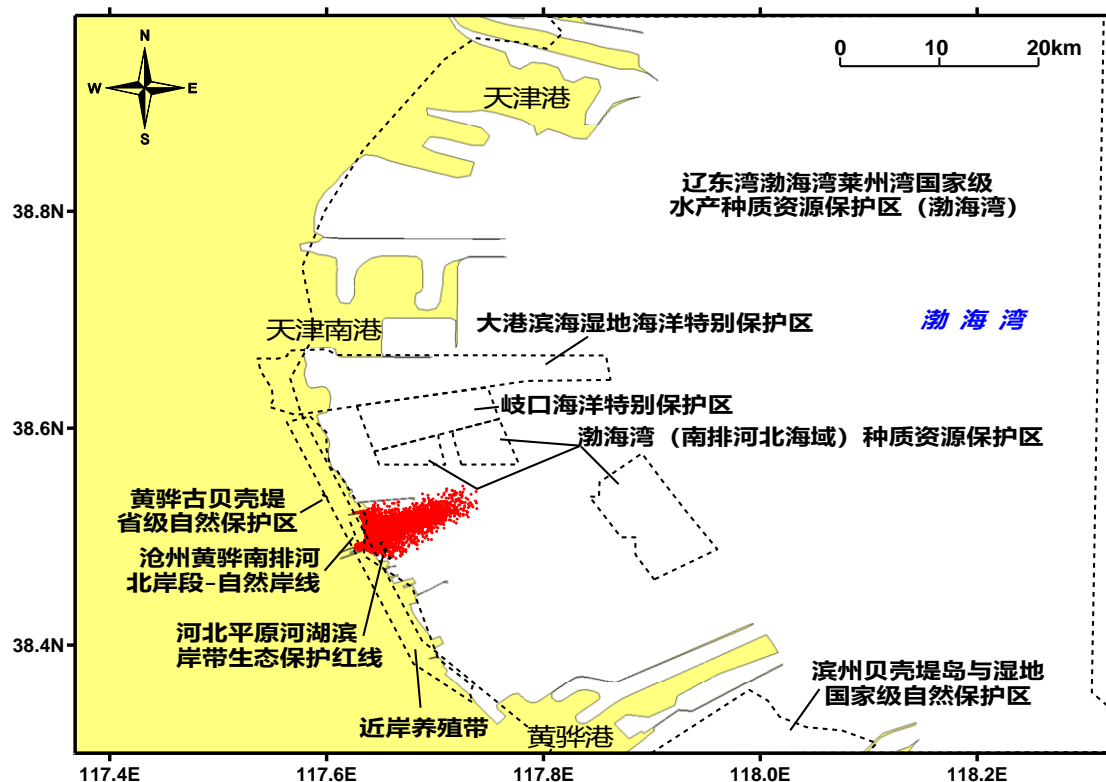 N
W
E
S
0
10
20km
天津港
辽东湾渤海湾莱州湾国家级
水产种质资源保护区（渤海湾）
38.8N
渤海湾
天津南港
大港滨海湿地海洋特别保护区
岐口海洋特别保护区
38.6N
渤海湾（南排河北海域）种质资源保护区
黄骅古贝壳堤
省级自然保护区
沧州黄骅南排河
北岸段-自然岸线
河北平原河湖滨
岸带生态保护红线
38.4N
滨州贝壳堤岛与湿地
国家级自然保护区
近岸养殖带
黄骅港
117.4E
117.6E
117.8E
118.0E
118.2E